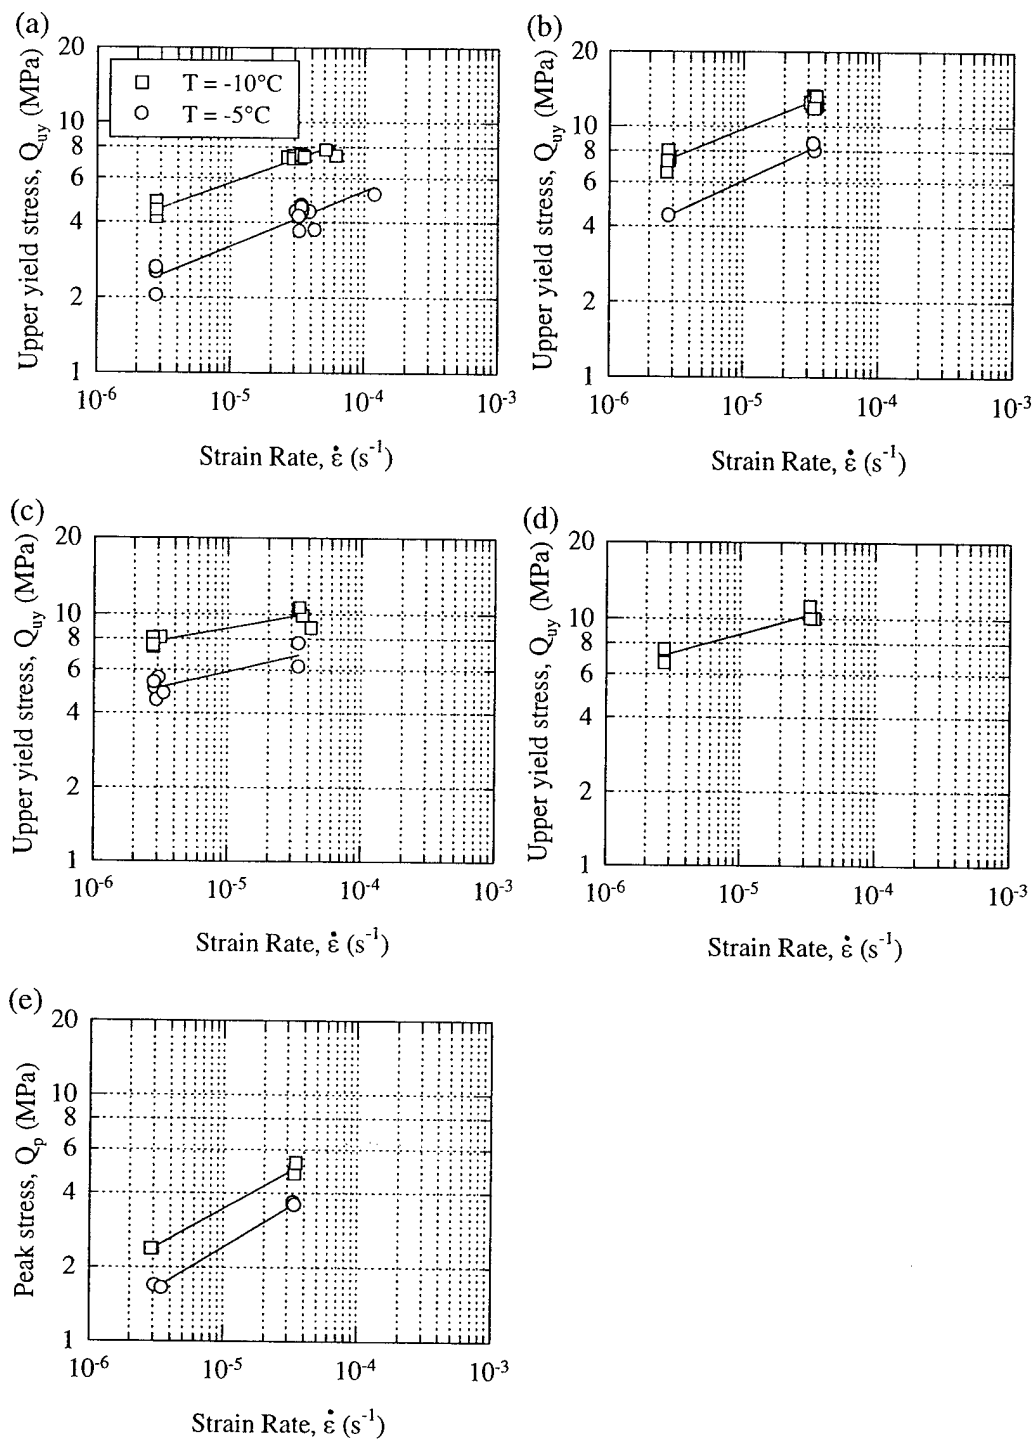 (a)
Upper yield stress, Q_uy (MPa)
20
10
8
6
4
2
1
□ T = -10°C
○ T = -5°C
10^-6 10^-5 10^-4 10^-3
Strain Rate, ε̇ (s^-1)
(b)
Upper yield stress, Q_uy (MPa)
20
10
8
6
4
2
1
10^-6 10^-5 10^-4 10^-3
Strain Rate, ε̇ (s^-1)
(c)
Upper yield stress, Q_uy (MPa)
20
10
8
6
4
2
1
10^-6 10^-5 10^-4 10^-3
Strain Rate, ε̇ (s^-1)
(d)
Upper yield stress, Q_uy (MPa)
20
10
8
6
4
2
1
10^-6 10^-5 10^-4 10^-3
Strain Rate, ε̇ (s^-1)
(e)
Peak stress, Q_p (MPa)
20
10
8
6
4
2
1
10^-6 10^-5 10^-4 10^-3
Strain Rate, ε̇ (s^-1)